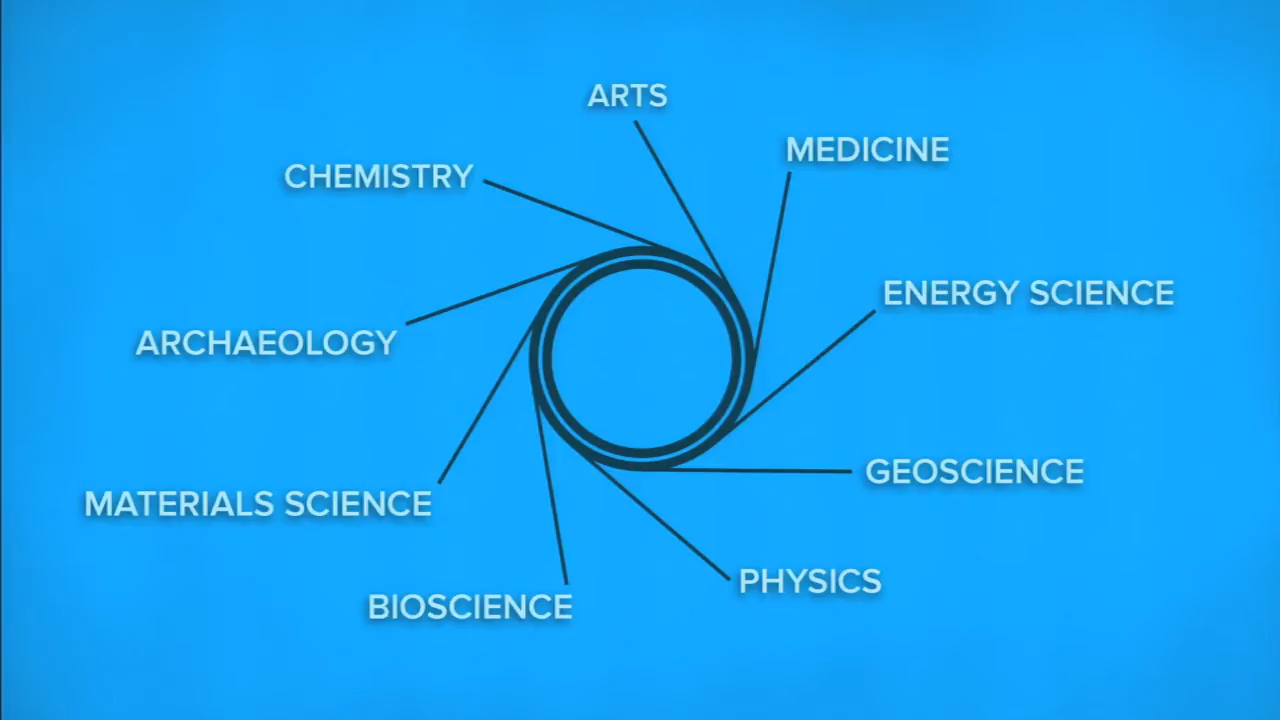 ARTS
MEDICINE
CHEMISTRY
ENERGY SCIENCE
ARCHAEOLOGY
GEOSCIENCE
MATERIALS SCIENCE
PHYSICS
BIOSCIENCE